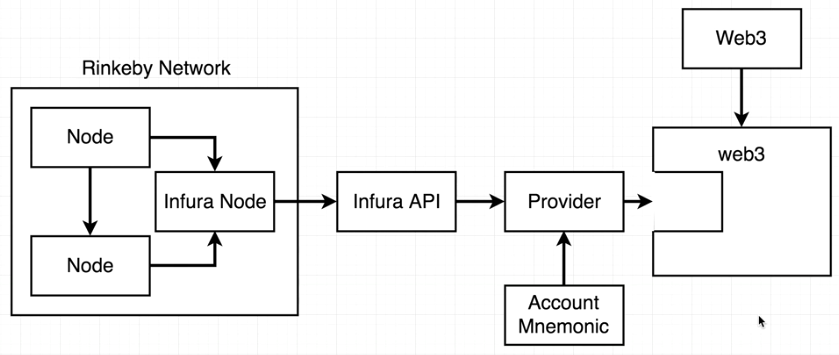 Web3
Rinkeby Network
Node
web3
Infura Node
Infura API
Provider
Node
Account
Mnemonic